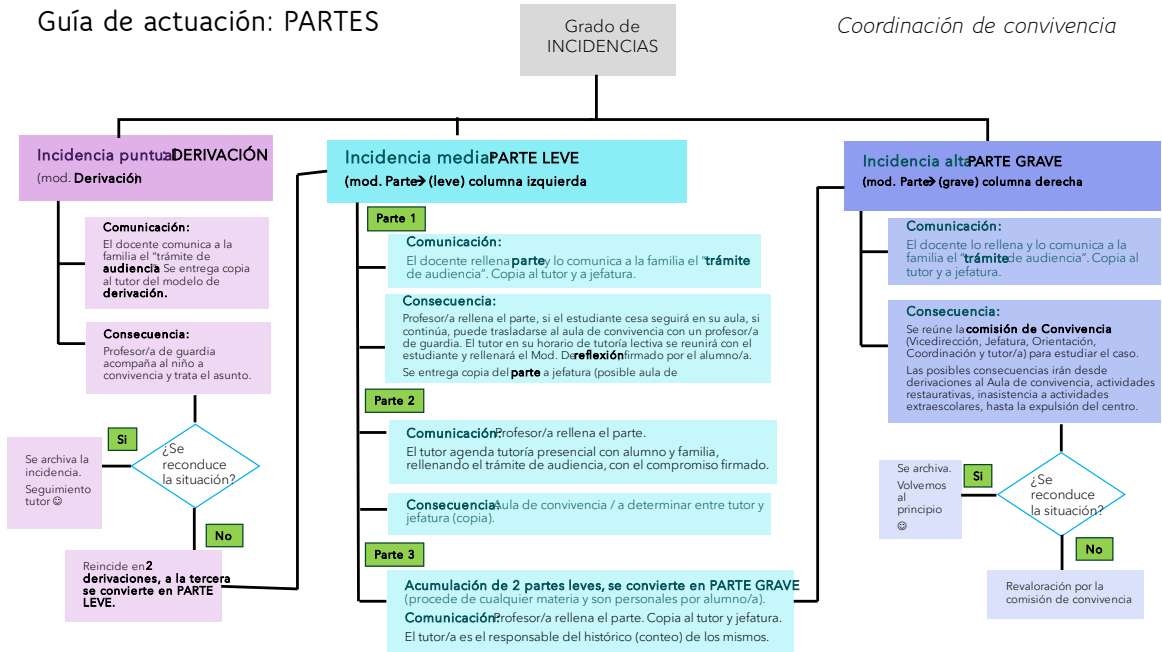 Guía de actuación: PARTES
Grado de
INCIDENCIAS
Coordinación de convivencia
Incidencia puntual: DERIVACIÓN
(mod. Derivación)
Comunicación:
El docente comunica a la
familia el "trámite de
audiencia". Se entrega copia
al tutor del modelo de
derivación.
Consecuencia:
Profesor/a de guardia
acompaña al niño a
convivencia y trata el asunto.
Si
¿Se
reconduce
la situación?
Se archiva la
incidencia.
Seguimiento
tutor ☺
No
Reincide en 2
derivaciones, a la tercera
se convierte en PARTE
LEVE.
Incidencia media: PARTE LEVE
(mod. Parte→ (leve) columna izquierda
Parte 1
Comunicación:
El docente rellena parte y lo comunica a la familia el "trámite
de audiencia". Copia al tutor y a jefatura.
Consecuencia:
Profesor/a rellena el parte, si el estudiante cesa seguirá en su aula, si
continúa, puede trasladarse al aula de convivencia con un profesor/a
de guardia. El tutor en su horario de tutoría lectiva se reunirá con el
estudiante y rellenará el Mod. De reflexión firmado por el alumno/a.
Se entrega copia del parte a jefatura (posible aula de
Parte 2
Comunicación: Profesor/a rellena el parte.
El tutor agenda tutoría presencial con alumno y familia,
rellenando el trámite de audiencia, con el compromiso firmado.
Consecuencia: Aula de convivencia / a determinar entre tutor y
jefatura (copia).
Parte 3
Acumulación de 2 partes leves, se convierte en PARTE GRAVE
(procede de cualquier materia y son personales por alumno/a).
Comunicación: Profesor/a rellena el parte. Copia al tutor y jefatura.
El tutor/a es el responsable del histórico (conteo) de los mismos.
Incidencia alta: PARTE GRAVE
(mod. Parte→ (grave) columna derecha
Comunicación:
El docente lo rellena y lo comunica a la
familia el "trámite de audiencia". Copia al
tutor y a jefatura.
Consecuencia:
Se reúne la comisión de Convivencia
(Vicedirección, Jefatura, Orientación,
Coordinación y tutor/a) para estudiar el caso.
Las posibles consecuencias irán desde
derivaciones al Aula de convivencia, actividades
restaurativas, inasistencia a actividades
extraescolares, hasta la expulsión del centro.
Se archiva.
Volvemos
al
principio
☺
Si
¿Se
reconduce
la situación?
No
Revaloración por la
comisión de convivencia